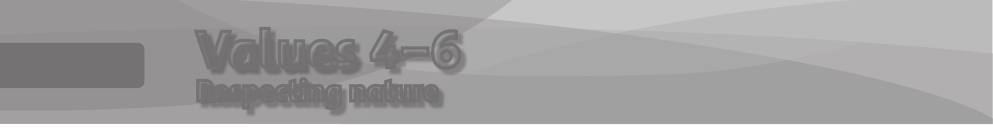 Values 4–6
Respecting nature